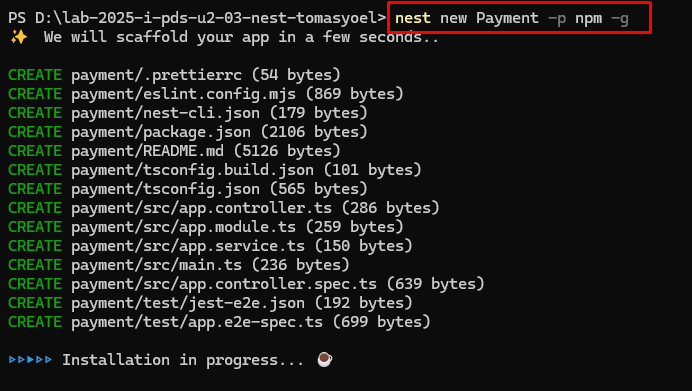 PS D:\lab-2025-i-pds-u2-03-nest-tomasyoel> nest new Payment -p npm -g
✨ We will scaffold your app in a few seconds..
CREATE payment/.prettierrc (54 bytes)
CREATE payment/eslint.config.mjs (869 bytes)
CREATE payment/nest-cli.json (179 bytes)
CREATE payment/package.json (2106 bytes)
CREATE payment/README.md (5126 bytes)
CREATE payment/tsconfig.build.json (101 bytes)
CREATE payment/tsconfig.json (565 bytes)
CREATE payment/src/app.controller.ts (286 bytes)
CREATE payment/src/app.module.ts (259 bytes)
CREATE payment/src/app.service.ts (150 bytes)
CREATE payment/src/main.ts (236 bytes)
CREATE payment/src/app.controller.spec.ts (639 bytes)
CREATE payment/test/jest-e2e.json (192 bytes)
CREATE payment/test/app.e2e-spec.ts (699 bytes)
▹▹▸▹▹ Installation in progress... ☕